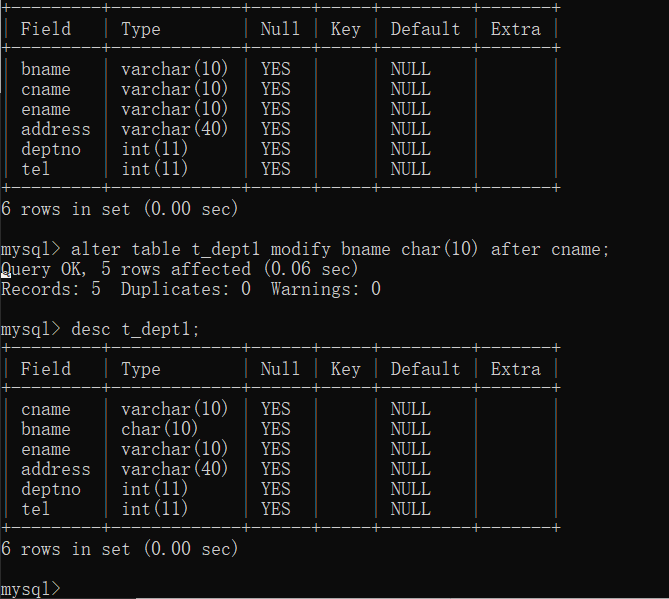 +---------+-------------+------+-----+---------+-------+
| Field   | Type        | Null | Key | Default | Extra |
+---------+-------------+------+-----+---------+-------+
| bname   | varchar(10) | YES  |     | NULL    |       |
| cname   | varchar(10) | YES  |     | NULL    |       |
| ename   | varchar(10) | YES  |     | NULL    |       |
| address | varchar(40) | YES  |     | NULL    |       |
| deptno  | int(11)     | YES  |     | NULL    |       |
| tel     | int(11)     | YES  |     | NULL    |       |
+---------+-------------+------+-----+---------+-------+
6 rows in set (0.00 sec)
mysql> alter table t_dept1 modify bname char(10) after cname;
Query OK, 5 rows affected (0.06 sec)
Records: 5  Duplicates: 0  Warnings: 0
mysql> desc t_dept1;
+---------+-------------+------+-----+---------+-------+
| Field   | Type        | Null | Key | Default | Extra |
+---------+-------------+------+-----+---------+-------+
| cname   | varchar(10) | YES  |     | NULL    |       |
| bname   | char(10)    | YES  |     | NULL    |       |
| ename   | varchar(10) | YES  |     | NULL    |       |
| address | varchar(40) | YES  |     | NULL    |       |
| deptno  | int(11)     | YES  |     | NULL    |       |
| tel     | int(11)     | YES  |     | NULL    |       |
+---------+-------------+------+-----+---------+-------+
6 rows in set (0.00 sec)
mysql>